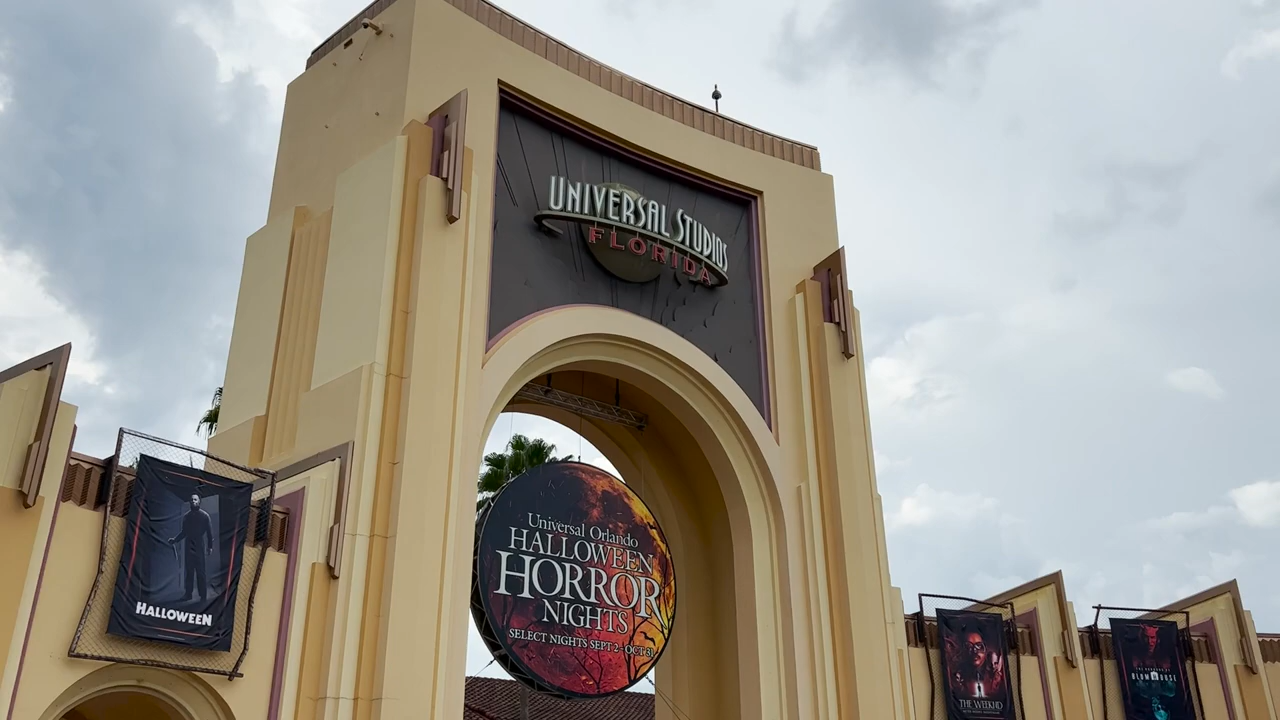 UNIVERSAL STUDIOS
FLORIDA
Universal Orlando
HALLOWEEN
HORROR
NIGHTS
SELECT NIGHTS SEPT 2 - OCT 31
HALLOWEEN
THE WEEKND
BLUMHOUSE